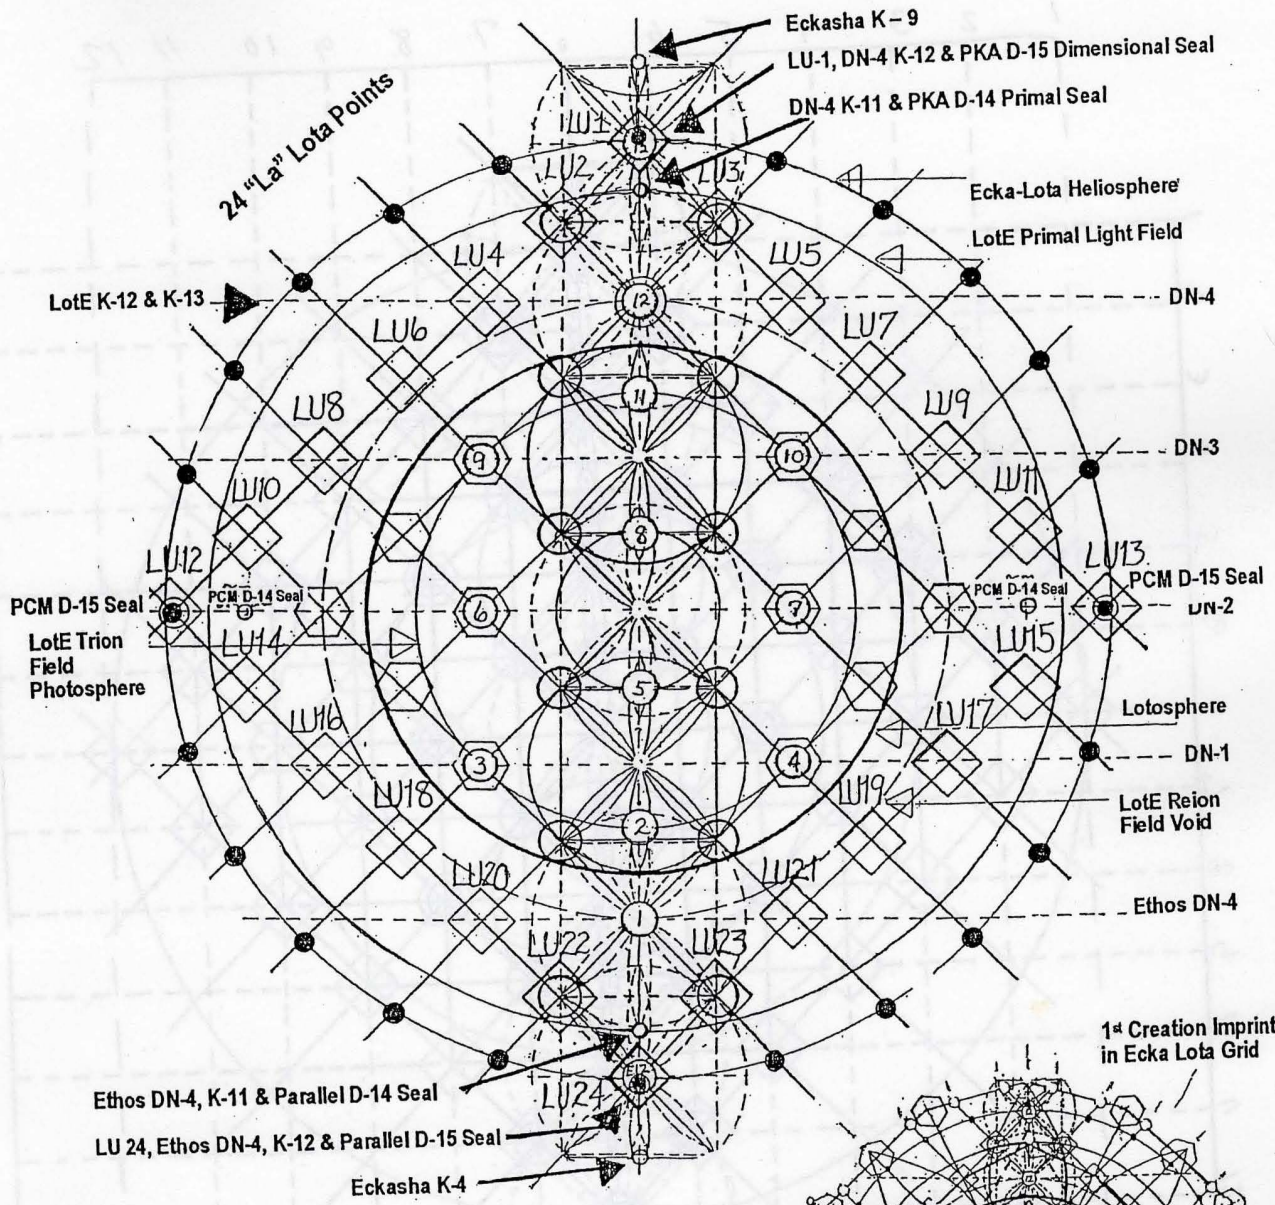 Eckasha K – 9
LU-1, DN-4 K-12 & PKA D-15 Dimensional Seal
DN-4 K-11 & PKA D-14 Primal Seal
24 "La" Lota Points
LU1
LU2
LU3
Ecka-Lota Heliosphere
LotE Primal Light Field
LU4
LU5
LotE K-12 & K-13
12
DN-4
LU6
LU7
11
LU8
LU9
9
10
DN-3
LU10
LU11
8
LU12
LU13
PCM D-15 Seal
PCM D-14 Seal
6
7
PCM D-14 Seal
PCM D-15 Seal
DN-2
LotE Trion
Field
Photosphere
LU14
LU15
5
LU16
LU17
Lotosphere
3
4
DN-1
LU18
LU19
2
LotE Reion
Field Void
LU20
LU21
1
Ethos DN-4
LU22
LU23
1st Creation Imprint
in Ecka Lota Grid
Ethos DN-4, K-11 & Parallel D-14 Seal
LU24
LU 24, Ethos DN-4, K-12 & Parallel D-15 Seal
Eckasha K-4